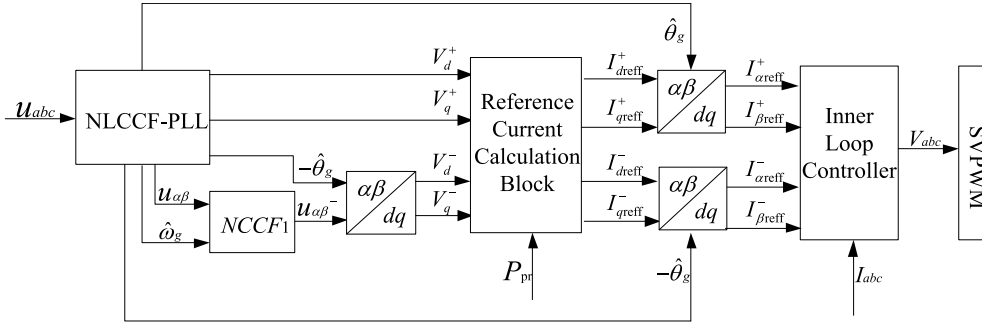 u_abc
NLCCF-PLL
V_d^+
V_q^+
-θ̂_g
V_d^-
V_q^-
u_αβ
ω̂_g
NCCF1
u_αβ^-
αβ
dq
Reference
Current
Calculation
Block
P_pr
I_dreff^+
I_qreff^+
I_dreff^-
I_qreff^-
θ̂_g
αβ
dq
αβ
dq
-θ̂_g
I_αreff^+
I_βreff^+
I_αreff^-
I_βreff^-
Inner
Loop
Controller
I_abc
V_abc
SVPWM